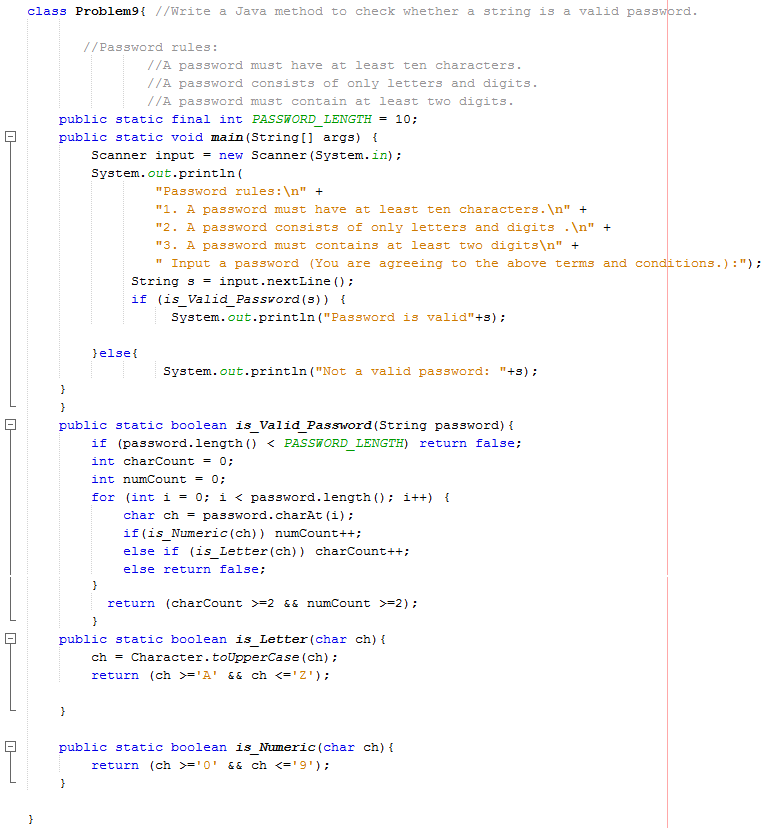 class Problem9{ //Write a Java method to check whether a string is a valid password.
//Password rules:
//A password must have at least ten characters.
//A password consists of only letters and digits.
//A password must contain at least two digits.
public static final int PASSWORD_LENGTH = 10;
public static void main(String[] args) {
Scanner input = new Scanner(System.in);
System.out.println(
"Password rules:\n" +
"1. A password must have at least ten characters.\n" +
"2. A password consists of only letters and digits .\n" +
"3. A password must contains at least two digits\n" +
" Input a password (You are agreeing to the above terms and conditions.):");
String s = input.nextLine();
if (is_Valid_Password(s)) {
System.out.println("Password is valid"+s);
}else{
System.out.println("Not a valid password: "+s);
}
}
public static boolean is_Valid_Password(String password){
if (password.length() < PASSWORD_LENGTH) return false;
int charCount = 0;
int numCount = 0;
for (int i = 0; i < password.length(); i++) {
char ch = password.charAt(i);
if(is_Numeric(ch)) numCount++;
else if (is_Letter(ch)) charCount++;
else return false;
}
return (charCount >=2 && numCount >=2);
}
public static boolean is_Letter(char ch){
ch = Character.toUpperCase(ch);
return (ch >='A' && ch <='Z');
}
public static boolean is_Numeric(char ch){
return (ch >='0' && ch <='9');
}
}